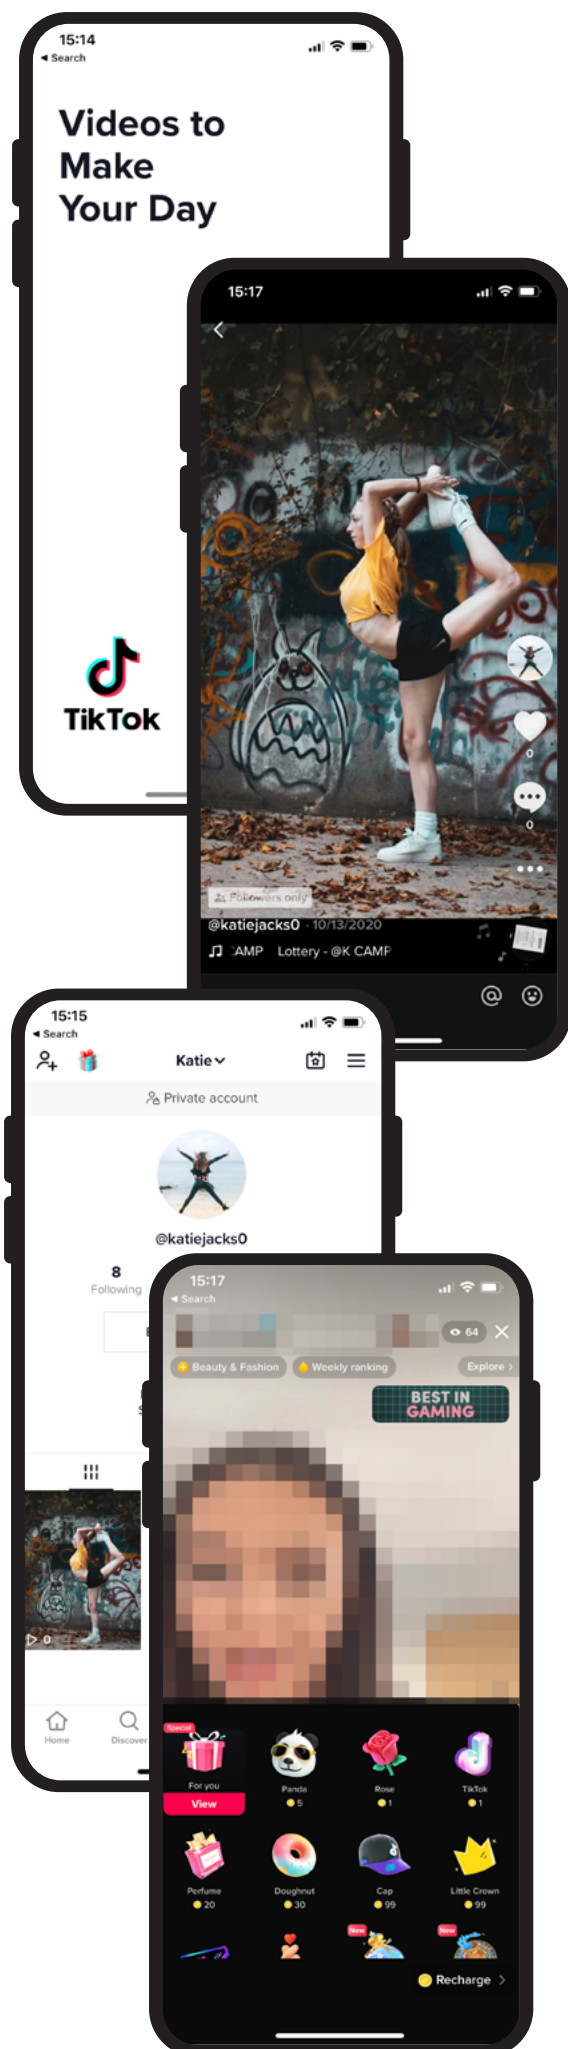 15:14
Search
Videos to
Make
Your Day
TikTok
15:17
Followers only
@katiejacks0 · 10/13/2020
CAMP Lottery - @K CAMP
0
0
15:15
Search
Katie
Private account
@katiejacks0
8
Following
0
Home
Discover
15:17
Search
64
Beauty & Fashion
Weekly ranking
Explore >
BEST IN
GAMING
Special
For you
View
Panda
5
Rose
1
TikTok
1
Perfume
20
Doughnut
30
Cap
99
Little Crown
99
New
New
Recharge >